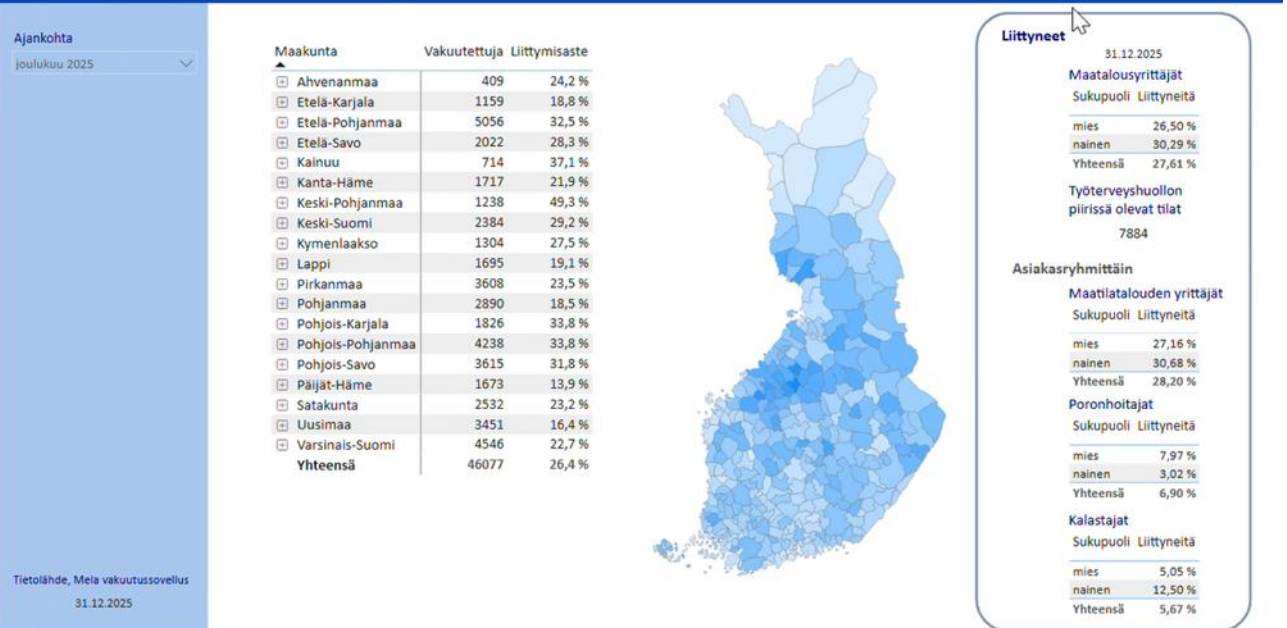 Ajankohta
joulukuu 2025
Tietolähde, Mela vakuutussovellus
31.12.2025
Maakunta Vakuutettuja Liittymisaste
Ahvenanmaa 409 24,2 %
Etelä-Karjala 1159 18,8 %
Etelä-Pohjanmaa 5056 32,5 %
Etelä-Savo 2022 28,3 %
Kainuu 714 37,1 %
Kanta-Häme 1717 21,9 %
Keski-Pohjanmaa 1238 49,3 %
Keski-Suomi 2384 29,2 %
Kymenlaakso 1304 27,5 %
Lappi 1695 19,1 %
Pirkanmaa 3608 23,5 %
Pohjanmaa 2890 18,5 %
Pohjois-Karjala 1826 33,8 %
Pohjois-Pohjanmaa 4238 33,8 %
Pohjois-Savo 3615 31,8 %
Päijät-Häme 1673 13,9 %
Satakunta 2532 23,2 %
Uusimaa 3451 16,4 %
Varsinais-Suomi 4546 22,7 %
Yhteensä 46077 26,4 %
Liittyneet
31.12.2025
Maatalousyrittäjät
Sukupuoli Liittyneitä
mies 26,50 %
nainen 30,29 %
Yhteensä 27,61 %
Työterveyshuollon
piirissä olevat tilat
7884
Asiakasryhmittäin
Maatilatalouden yrittäjät
Sukupuoli Liittyneitä
mies 27,16 %
nainen 30,68 %
Yhteensä 28,20 %
Poronhoitajat
Sukupuoli Liittyneitä
mies 7,97 %
nainen 3,02 %
Yhteensä 6,90 %
Kalastajat
Sukupuoli Liittyneitä
mies 5,05 %
nainen 12,50 %
Yhteensä 5,67 %